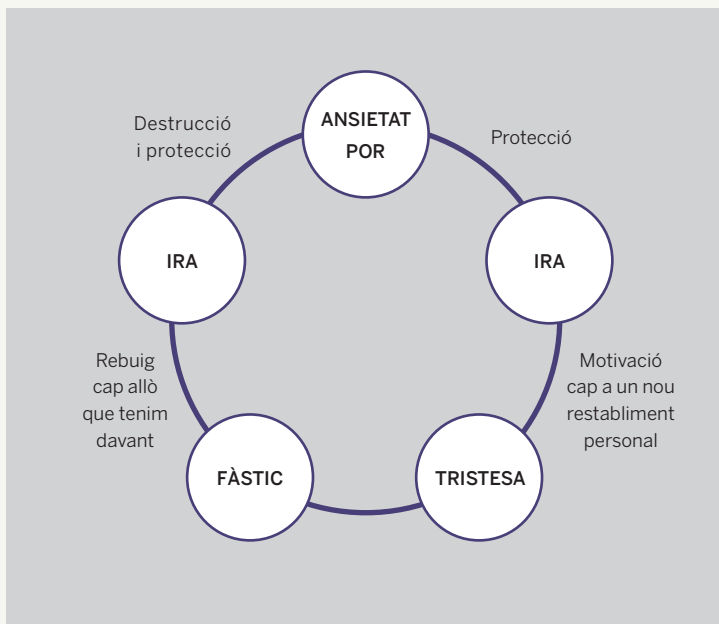 ANSIETAT
POR
Destrucció
i protecció
Protecció
IRA
IRA
Rebuig
cap allò
que tenim
davant
Motivació
cap a un nou
restabliment
personal
FÀSTIC
TRISTESA